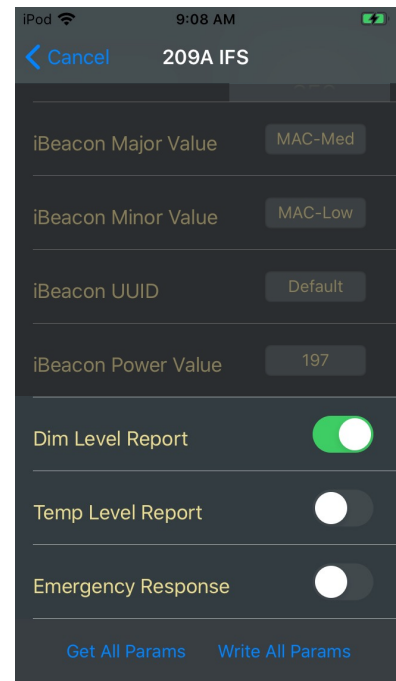 iPod 9:08 AM
Cancel 209A IFS
iBeacon Major Value MAC-Med
iBeacon Minor Value MAC-Low
iBeacon UUID Default
iBeacon Power Value 197
Dim Level Report
Temp Level Report
Emergency Response
Get All Params Write All Params